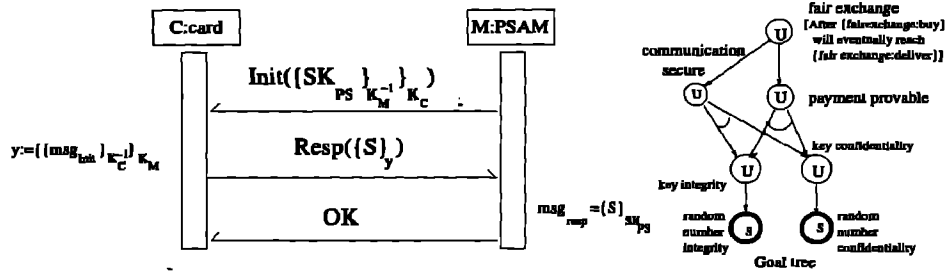 C:card
M:PSAM
Init({SK_PS}_K_M^-1}_K_C)
y:={{msg_Init}_K_C^-1}_K_M
Resp({S}_y)
OK
msg_resp={S}_SK_PS
fair exchange
[After {fairexchange:buy}
will eventually reach
{fair exchange:deliver}]
U
communication
secure
U
U
payment provable
key confidentiality
U
U
key integrity
random
number
integrity
S
S
random
number
confidentiality
Goal tree